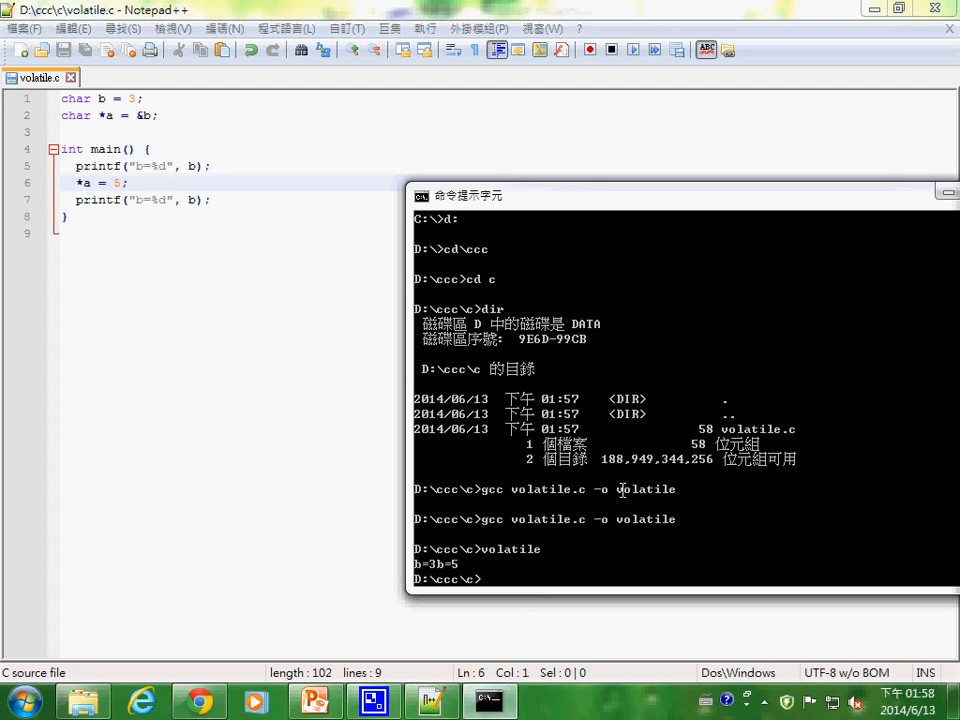 D:\ccc\c\volatile.c - Notepad++
檔案(F) 編輯(E) 尋找(S) 檢視(V) 編碼(N) 程式語言(L) 設定(T) 巨集 執行 外掛模組(P) 視窗(W) ? X
ABC
volatile.c
1 char b = 3;
2 char *a = &b;
3
4 int main() {
5 printf("b=%d", b);
6 *a = 5;
7 printf("b=%d", b);
8 }
9
命令提示字元
C:\>d:
D:\>cd\ccc
D:\ccc>cd c
D:\ccc\c>dir
磁碟區 D 中的磁碟是 DATA
磁碟區序號: 9E6D-99CB
D:\ccc\c 的目錄
2014/06/13 下午 01:57 <DIR> .
2014/06/13 下午 01:57 <DIR> ..
2014/06/13 下午 01:57 58 volatile.c
1 個檔案 58 位元組
2 個目錄 188,949,344,256 位元組可用
D:\ccc\c>gcc volatile.c -o volatile
D:\ccc\c>gcc volatile.c -o volatile
D:\ccc\c>volatile
b=3b=5
D:\ccc\c>
C source file length : 102 lines : 9 Ln : 6 Col : 1 Sel : 0 | 0 Dos\Windows UTF-8 w/o BOM INS
下午 01:58
2014/6/13